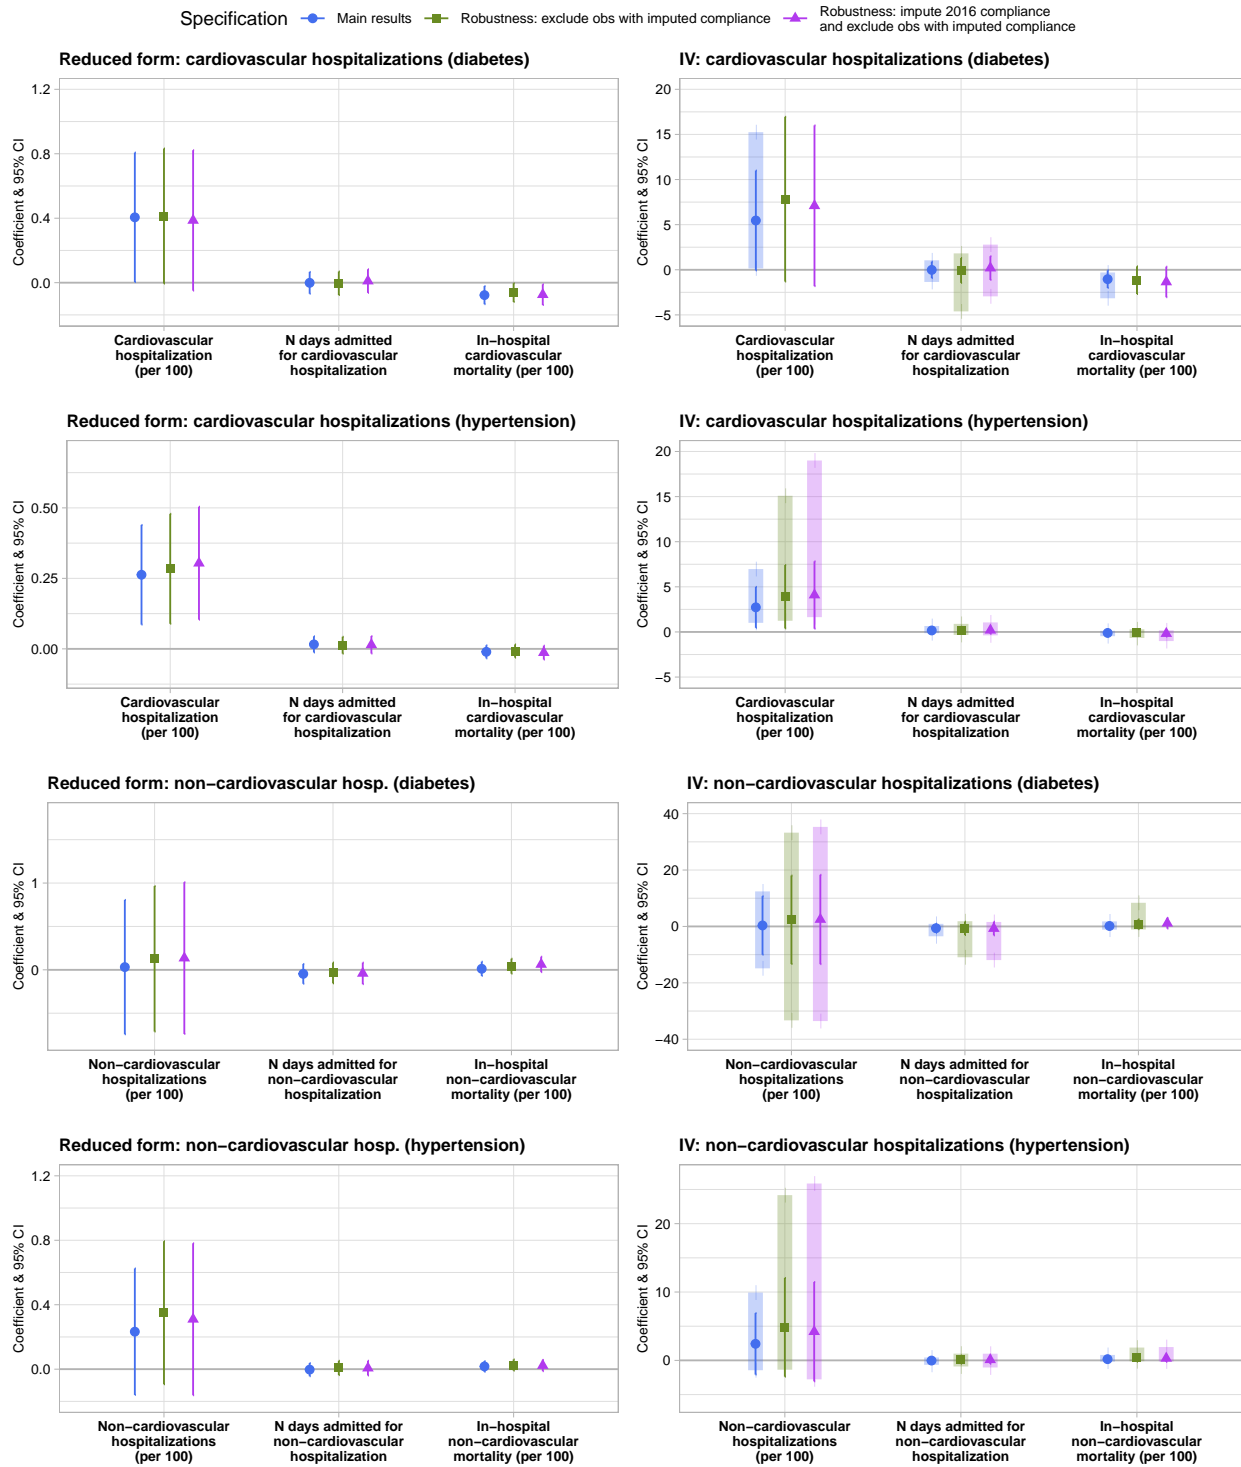 Specification
Main results
Robustness: exclude obs with imputed compliance
Robustness: impute 2016 compliance
and exclude obs with imputed compliance
Reduced form: cardiovascular hospitalizations (diabetes)
Coefficient & 95% CI
1.2
0.8
0.4
0.0
Cardiovascular
hospitalization
(per 100)
N days admitted
for cardiovascular
hospitalization
In−hospital
cardiovascular
mortality (per 100)
IV: cardiovascular hospitalizations (diabetes)
Coefficient & 95% CI
20
15
10
5
0
−5
Cardiovascular
hospitalization
(per 100)
N days admitted
for cardiovascular
hospitalization
In−hospital
cardiovascular
mortality (per 100)
Reduced form: cardiovascular hospitalizations (hypertension)
Coefficient & 95% CI
0.50
0.25
0.00
Cardiovascular
hospitalization
(per 100)
N days admitted
for cardiovascular
hospitalization
In−hospital
cardiovascular
mortality (per 100)
IV: cardiovascular hospitalizations (hypertension)
Coefficient & 95% CI
20
15
10
5
0
−5
Cardiovascular
hospitalization
(per 100)
N days admitted
for cardiovascular
hospitalization
In−hospital
cardiovascular
mortality (per 100)
Reduced form: non−cardiovascular hosp. (diabetes)
Coefficient & 95% CI
1
0
Non−cardiovascular
hospitalizations
(per 100)
N days admitted for
non−cardiovascular
hospitalization
In−hospital
non−cardiovascular
mortality (per 100)
IV: non−cardiovascular hospitalizations (diabetes)
Coefficient & 95% CI
40
20
0
−20
−40
Non−cardiovascular
hospitalizations
(per 100)
N days admitted for
non−cardiovascular
hospitalization
In−hospital
non−cardiovascular
mortality (per 100)
Reduced form: non−cardiovascular hosp. (hypertension)
Coefficient & 95% CI
1.2
0.8
0.4
0.0
Non−cardiovascular
hospitalizations
(per 100)
N days admitted for
non−cardiovascular
hospitalization
In−hospital
non−cardiovascular
mortality (per 100)
IV: non−cardiovascular hospitalizations (hypertension)
Coefficient & 95% CI
20
10
0
Non−cardiovascular
hospitalizations
(per 100)
N days admitted for
non−cardiovascular
hospitalization
In−hospital
non−cardiovascular
mortality (per 100)